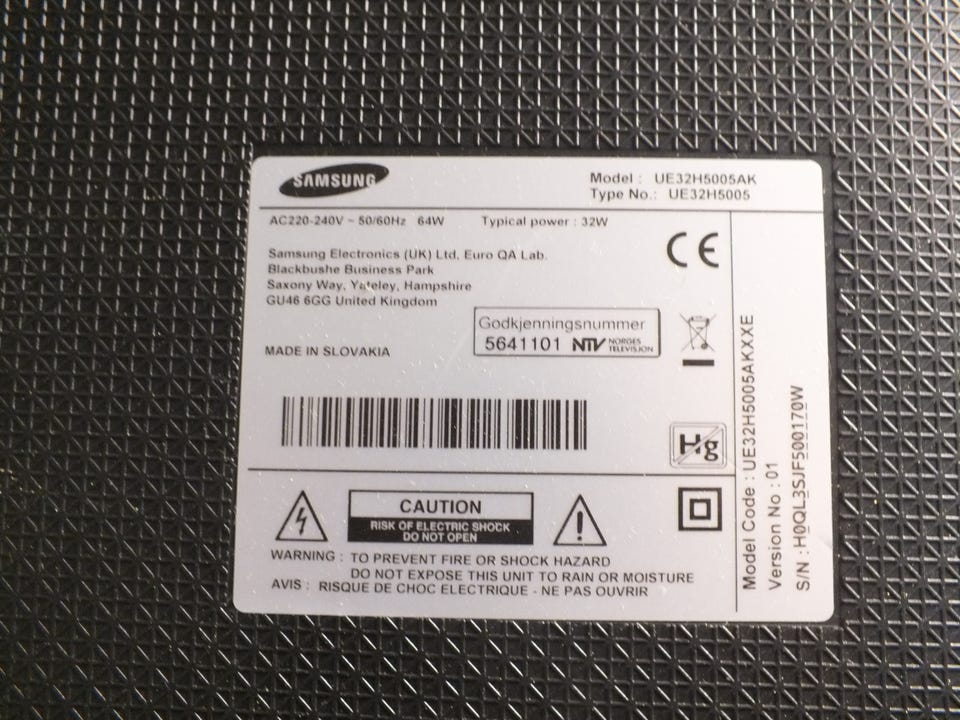 SAMSUNG
Model : UE32H5005AK
Type No.: UE32H5005
AC220-240V ~ 50/60Hz 64W Typical power : 32W
Samsung Electronics (UK) Ltd, Euro QA Lab.
Blackbushe Business Park
Saxony Way, Yateley, Hampshire
GU46 6GG United Kingdom
CE
Godkjenningsnummer
5641101 NTV NORGES TELEVISJON
MADE IN SLOVAKIA
Hg
CAUTION
RISK OF ELECTRIC SHOCK
DO NOT OPEN
WARNING : TO PREVENT FIRE OR SHOCK HAZARD
DO NOT EXPOSE THIS UNIT TO RAIN OR MOISTURE
AVIS : RISQUE DE CHOC ELECTRIQUE - NE PAS OUVRIR
Model Code : UE32H5005AKXXE
Version No : 01
S/N : H0QL3SJF500170W